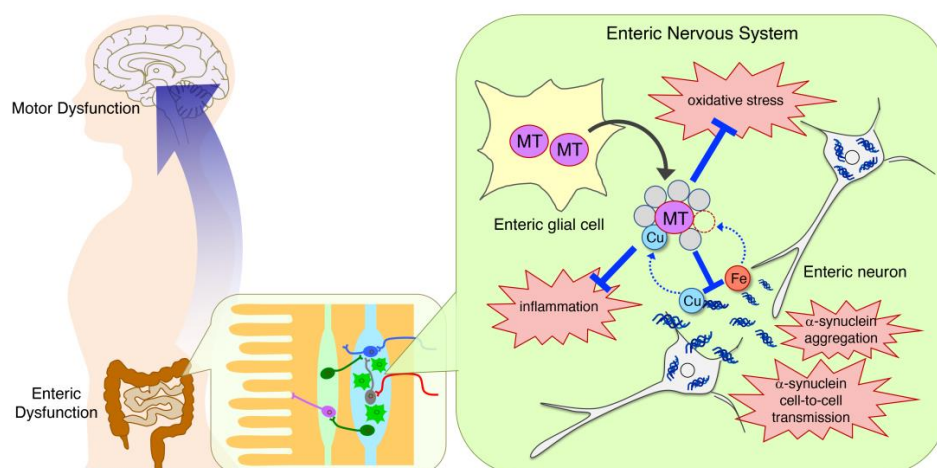 Motor Dysfunction
Enteric
Dysfunction
Enteric Nervous System
oxidative stress
MT
MT
Enteric glial cell
MT
Cu
Fe
Enteric neuron
Cu
inflammation
α-synuclein
aggregation
α-synuclein
cell-to-cell
transmission